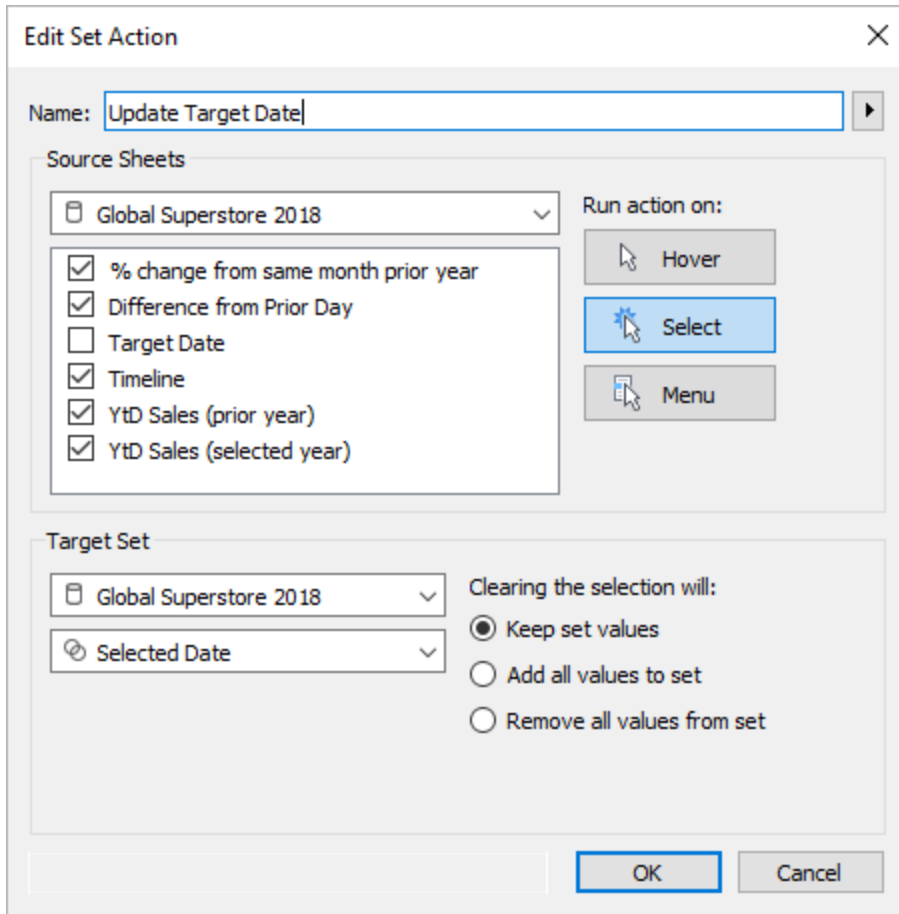 Edit Set Action
Name: Update Target Date
Source Sheets
Global Superstore 2018
Run action on:
% change from same month prior year
Difference from Prior Day
Target Date
Timeline
YtD Sales (prior year)
YtD Sales (selected year)
Hover
Select
Menu
Target Set
Global Superstore 2018
Selected Date
Clearing the selection will:
Keep set values
Add all values to set
Remove all values from set
OK Cancel